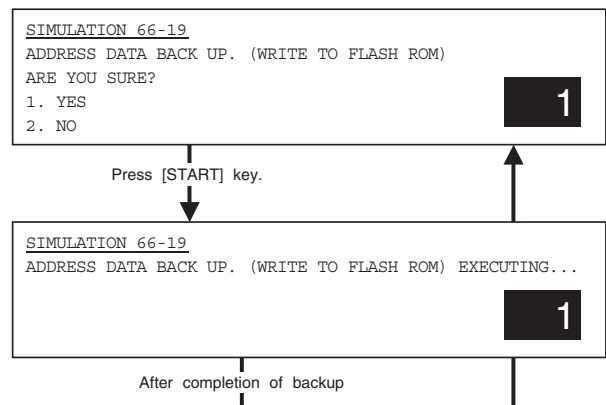 SIMULATION 66-19
ADDRESS DATA BACK UP. (WRITE TO FLASH ROM)
ARE YOU SURE?
1. YES
2. NO
1
Press [START] key.
SIMULATION 66-19
ADDRESS DATA BACK UP. (WRITE TO FLASH ROM) EXECUTING...
1
After completion of backup